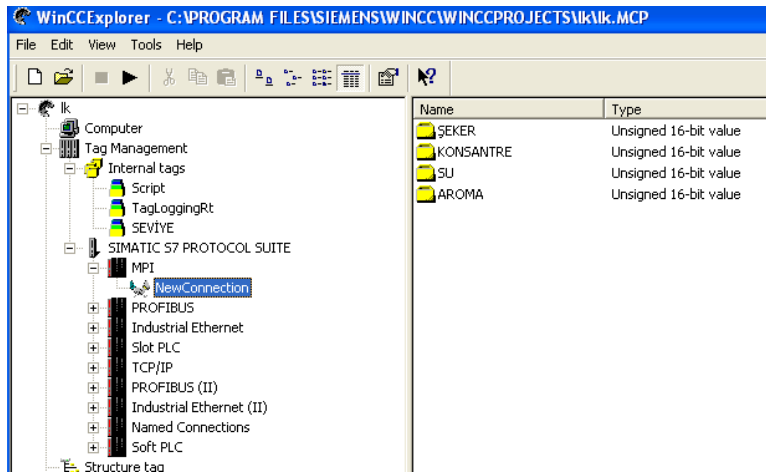 WinCCExplorer - C:\PROGRAM FILES\SIEMENS\WINCC\WINCCPROJECTS\lk\lk.MCP
File Edit View Tools Help
lk
Computer
Tag Management
Internal tags
Script
TagLoggingRt
SEVİYE
SIMATIC S7 PROTOCOL SUITE
MPI
NewConnection
PROFIBUS
Industrial Ethernet
Slot PLC
TCP/IP
PROFIBUS (II)
Industrial Ethernet (II)
Named Connections
Soft PLC
Structure tag
Name Type
ŞEKER Unsigned 16-bit value
KONSANTRE Unsigned 16-bit value
SU Unsigned 16-bit value
AROMA Unsigned 16-bit value